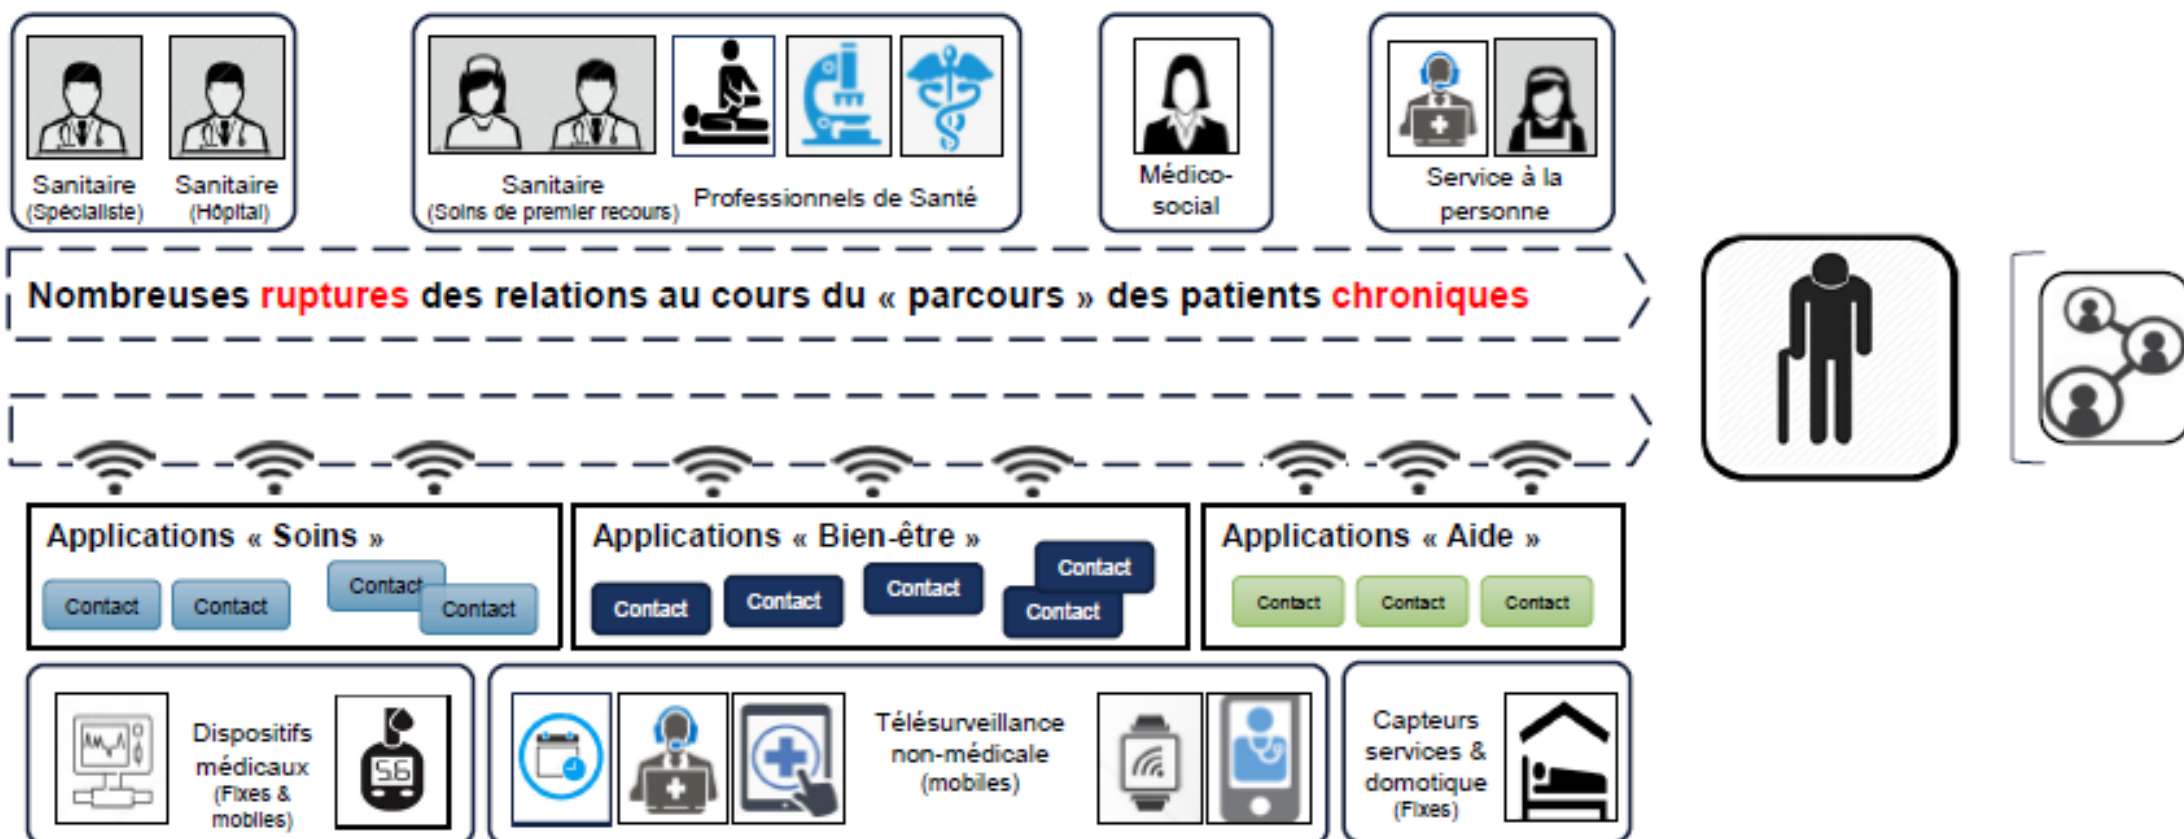 Sanitaire
(Spécialiste)
Sanitaire
(Hôpital)
Sanitaire
(Soins de premier recours)
Professionnels de Santé
Médico-
social
Service à la
personne
Nombreuses ruptures des relations au cours du « parcours » des patients chroniques
Applications « Soins »
Contact
Contact
Contact
Contact
Applications « Bien-être »
Contact
Contact
Contact
Contact
Contact
Applications « Aide »
Contact
Contact
Contact
Dispositifs
médicaux
(Fixes &
mobiles)
5.6
Télésurveillance
non-médicale
(mobiles)
Capteurs
services &
domotique
(Fixes)